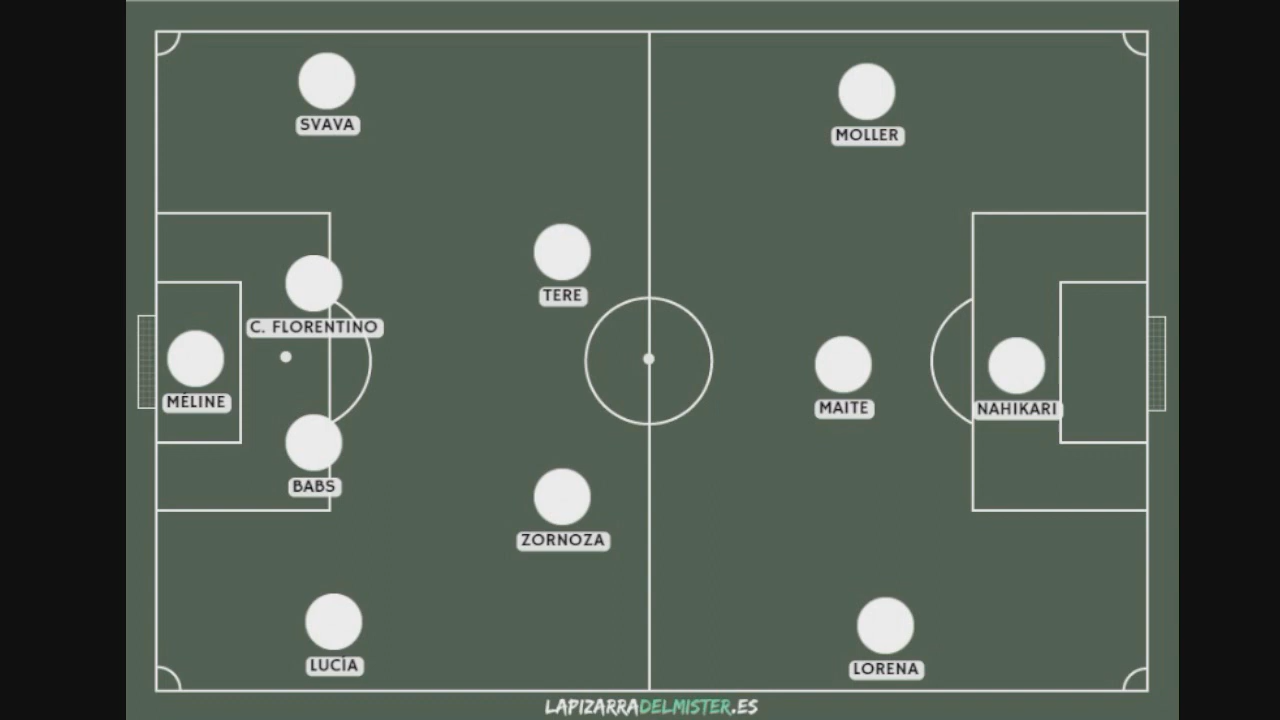 SVAVA
MOLLER
TERE
C. FLORENTINO
MÉLINE
MAITE
NAHIKARI
BABS
ZORNOZA
LUCÍA
LORENA
LAPIZARRADELMISTER.ES